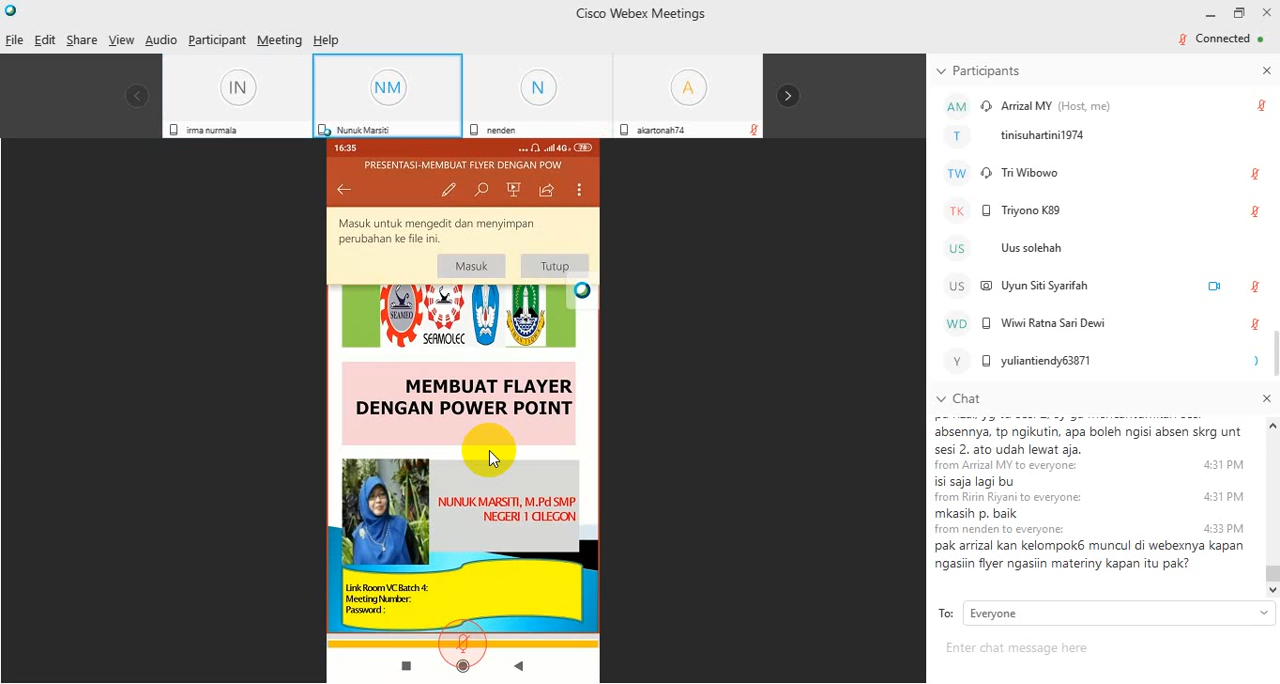 Cisco Webex Meetings
File Edit Share View Audio Participant Meeting Help
Connected
IN
irma nurmala
NM
Nunuk Marsiti
N
nenden
A
akartonah74
16:35
4G+ 78
PRESENTASI-MEMBUAT FLYER DENGAN POW
Masuk untuk mengedit dan menyimpan
perubahan ke file ini.
Masuk Tutup
SEAMEO
SEAMOLEC
MEMBUAT FLAYER
DENGAN POWER POINT
NUNUK MARSITI, M.Pd SMP
NEGERI 1 CILEGON
Link Room VC Batch 4:
Meeting Number:
Password :
Participants
AM Arrizal MY (Host, me)
T tinisuhartini1974
TW Tri Wibowo
TK Triyono K89
US Uus solehah
US Uyun Siti Syarifah
WD Wiwi Ratna Sari Dewi
Y yuliantiendy63871
Chat
absennya, tp ngikutin, apa boleh ngisi absen skrg unt
sesi 2. ato udah lewat aja.
from Arrizal MY to everyone: 4:31 PM
isi saja lagi bu
from Ririn Riyani to everyone: 4:31 PM
mkasih p. baik
from nenden to everyone: 4:33 PM
pak arrizal kan kelompok6 muncul di webexnya kapan
ngasiin flyer ngasiin materiny kapan itu pak?
To: Everyone
Enter chat message here